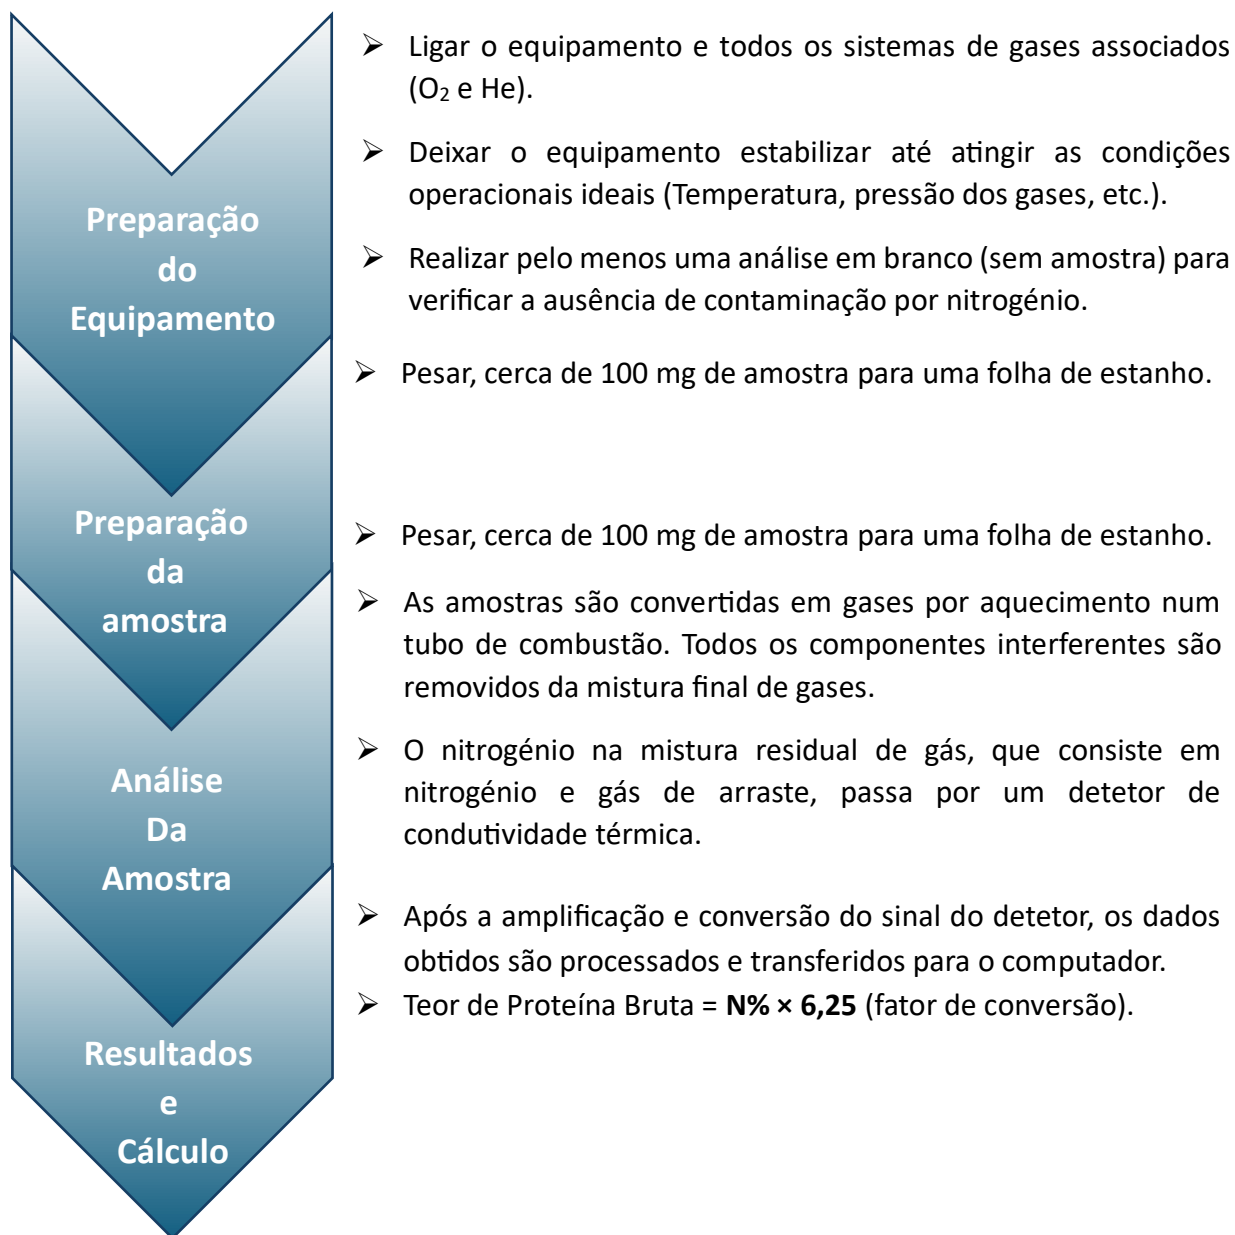 Preparação
do
Equipamento
➢ Ligar o equipamento e todos os sistemas de gases associados
(O₂ e He).
➢ Deixar o equipamento estabilizar até atingir as condições
operacionais ideais (Temperatura, pressão dos gases, etc.).
➢ Realizar pelo menos uma análise em branco (sem amostra) para
verificar a ausência de contaminação por nitrogénio.
➢ Pesar, cerca de 100 mg de amostra para uma folha de estanho.
Preparação
da
amostra
➢ Pesar, cerca de 100 mg de amostra para uma folha de estanho.
➢ As amostras são convertidas em gases por aquecimento num
tubo de combustão. Todos os componentes interferentes são
removidos da mistura final de gases.
Análise
Da
Amostra
➢ O nitrogénio na mistura residual de gás, que consiste em
nitrogénio e gás de arraste, passa por um detetor de
condutividade térmica.
➢ Após a amplificação e conversão do sinal do detetor, os dados
obtidos são processados e transferidos para o computador.
➢ Teor de Proteína Bruta = N% × 6,25 (fator de conversão).
Resultados
e
Cálculo